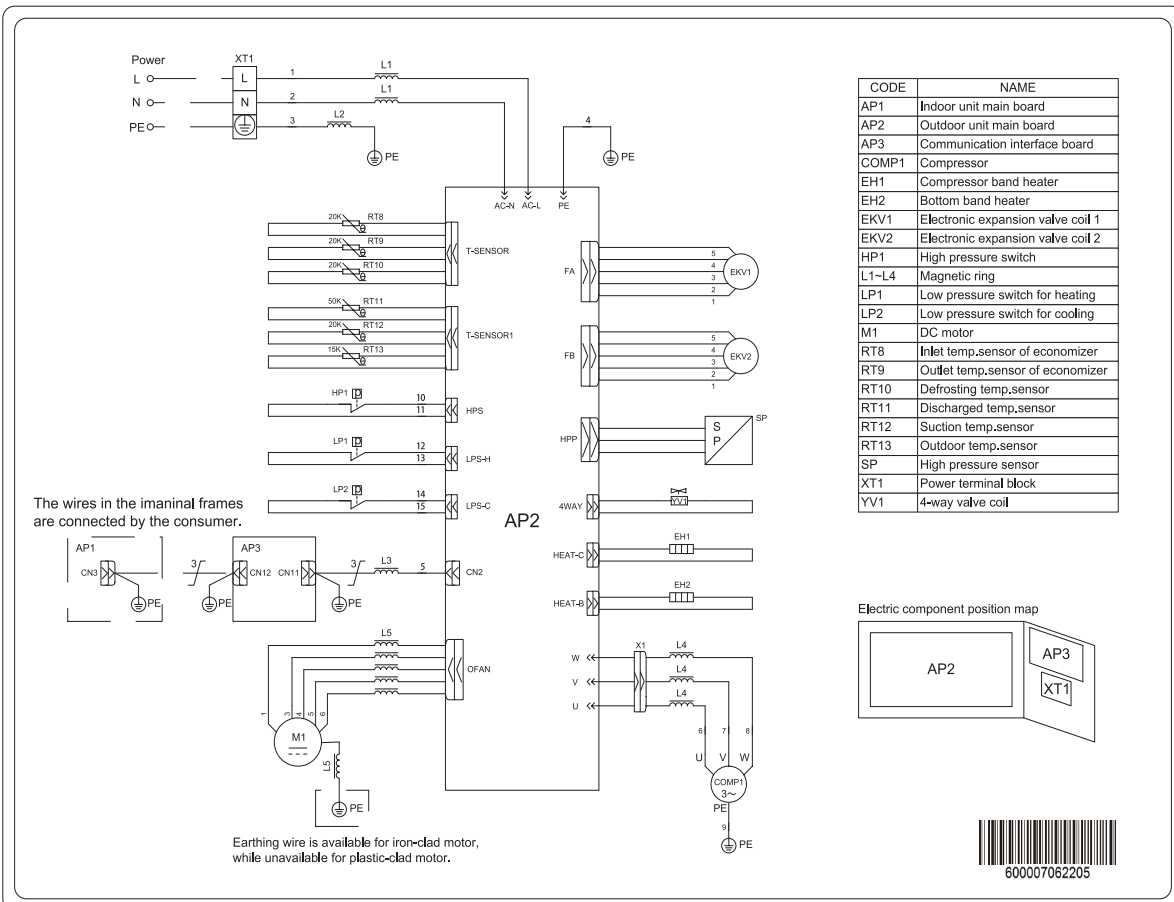 Power
XT1
L
L
1
L1
N
N
2
L1
PE
3
L2
PE
4
PE
AC-N AC-L PE
20K RT8
20K RT9
20K RT10
T-SENSOR
50K RT11
20K RT12
15K RT13
T-SENSOR1
HP1 P
10
11
HPS
LP1 P
12
13
LPS-H
LP2 P
14
15
LPS-C
AP2
The wires in the imaninal frames
are connected by the consumer.
AP1
CN3
PE
3
PE
AP3
CN12 CN11
PE
3
L3
5
CN2
L5
OFAN
1 3 4 5 6
M1
L5
PE
Earthing wire is available for iron-clad motor,
while unavailable for plastic-clad motor.
FA
5
4
3
2
1
EKV1
FB
5
4
3
2
1
EKV2
HPP
S
P
SP
4WAY
YV1
HEAT-C
EH1
HEAT-B
EH2
W
V
U
X1
L4
L4
L4
6 7 8
U V W
COMP1
3~
PE
9
PE
CODE NAME
AP1 Indoor unit main board
AP2 Outdoor unit main board
AP3 Communication interface board
COMP1 Compressor
EH1 Compressor band heater
EH2 Bottom band heater
EKV1 Electronic expansion valve coil 1
EKV2 Electronic expansion valve coil 2
HP1 High pressure switch
L1~L4 Magnetic ring
LP1 Low pressure switch for heating
LP2 Low pressure switch for cooling
M1 DC motor
RT8 Inlet temp.sensor of economizer
RT9 Outlet temp.sensor of economizer
RT10 Defrosting temp.sensor
RT11 Discharged temp.sensor
RT12 Suction temp.sensor
RT13 Outdoor temp.sensor
SP High pressure sensor
XT1 Power terminal block
YV1 4-way valve coil
Electric component position map
AP2
AP3
XT1
600007062205